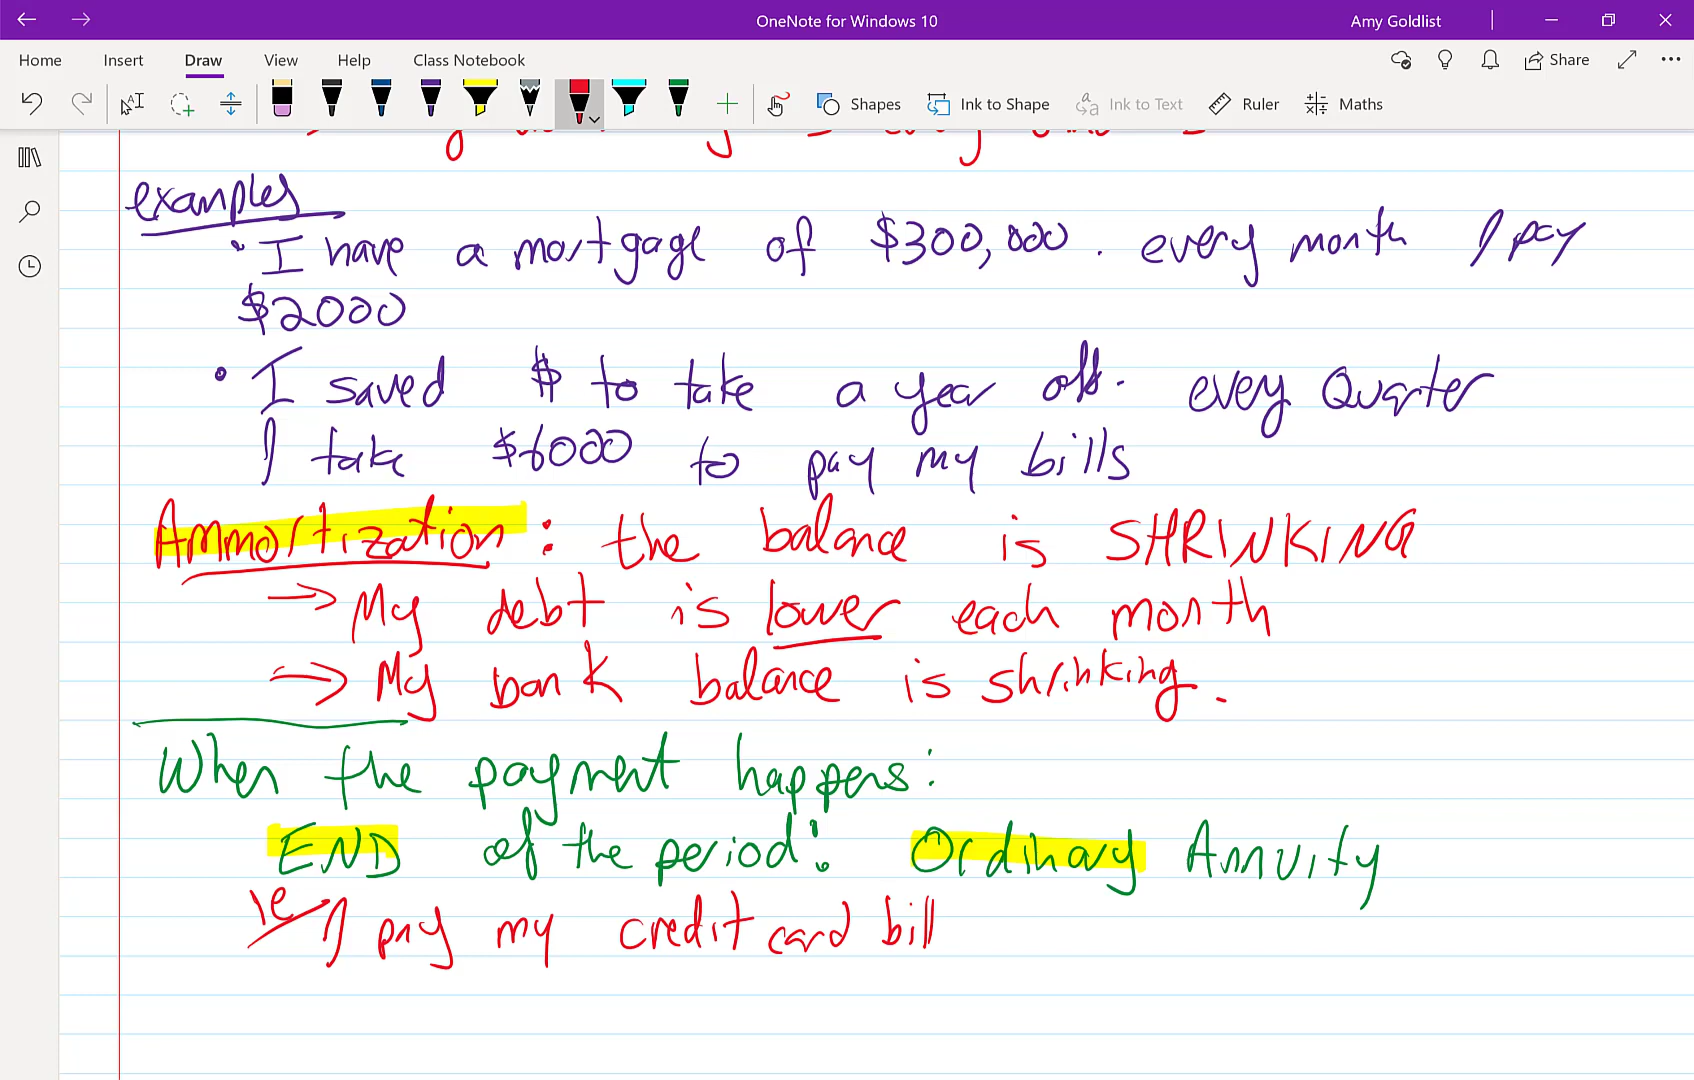 OneNote for Windows 10
Amy Goldlist
Home Insert Draw View Help Class Notebook
Share
Shapes Ink to Shape Ink to Text Ruler Maths
examples
• I have a mortgage of $300,000. every month I pay
$2000
• I saved $ to take a year off. every Quarter
I take $6000 to pay my bills
Ammortization: the balance is SHRINKING
→ My debt is lower each month
→ My bank balance is shrinking.
When the payment happens:
END of the period: Ordinary Annuity
ie I pay my credit card bill